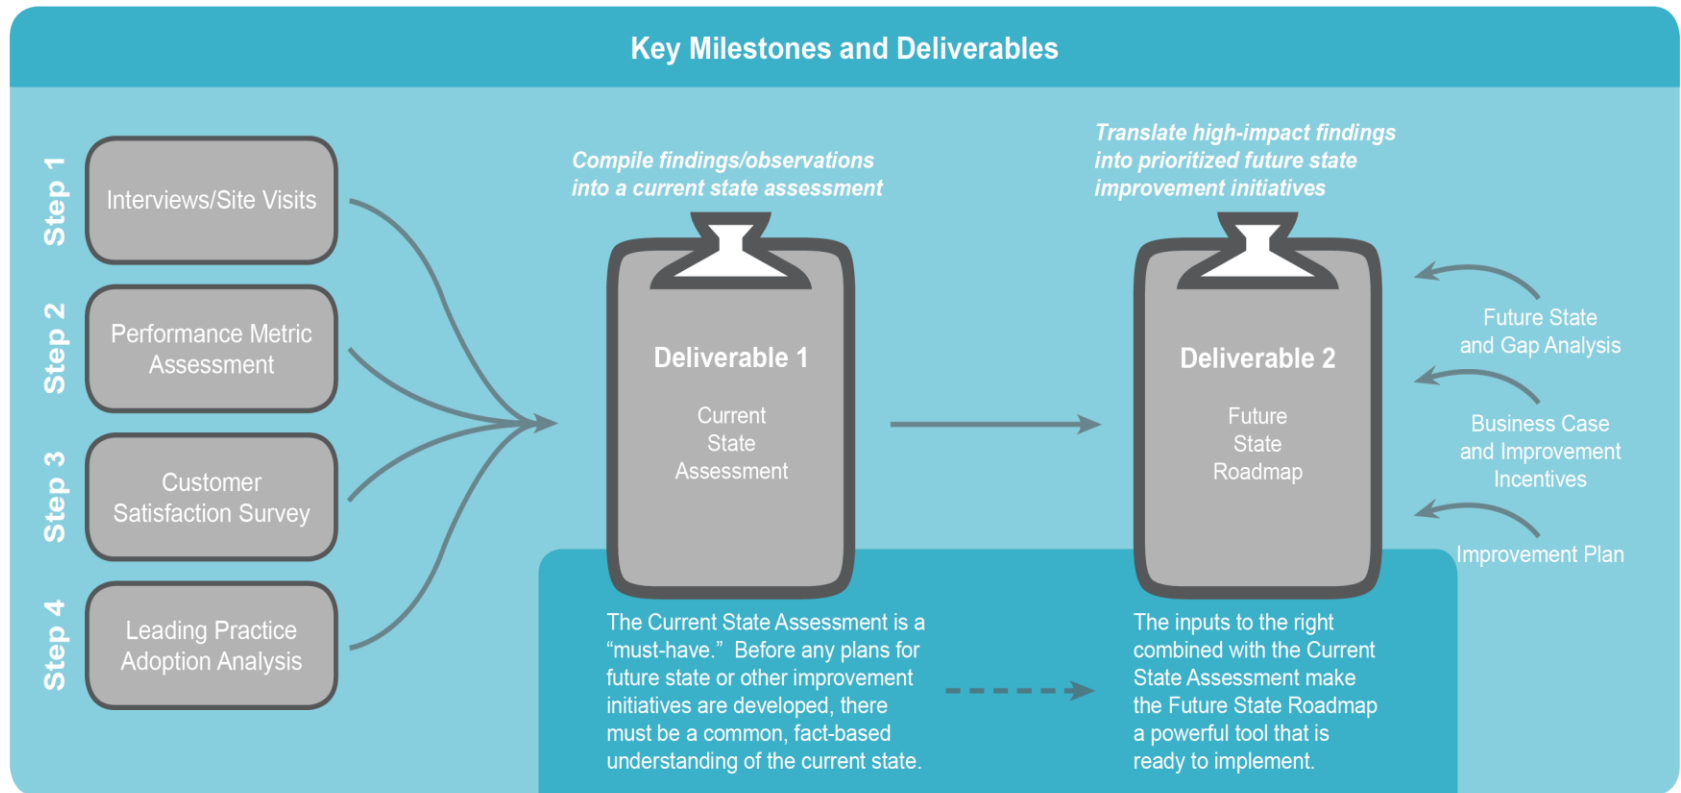 Key Milestones and Deliverables
Step 1
Interviews/Site Visits
Step 2
Performance Metric
Assessment
Step 3
Customer
Satisfaction Survey
Step 4
Leading Practice
Adoption Analysis
Compile findings/observations
into a current state assessment
Deliverable 1
Current
State
Assessment
The Current State Assessment is a
“must-have.”  Before any plans for
future state or other improvement
initiatives are developed, there
must be a common, fact-based
understanding of the current state.
Translate high-impact findings
into prioritized future state
improvement initiatives
Deliverable 2
Future
State
Roadmap
The inputs to the right
combined with the Current
State Assessment make
the Future State Roadmap
a powerful tool that is
ready to implement.
Future State
and Gap Analysis
Business Case
and Improvement
Incentives
Improvement Plan